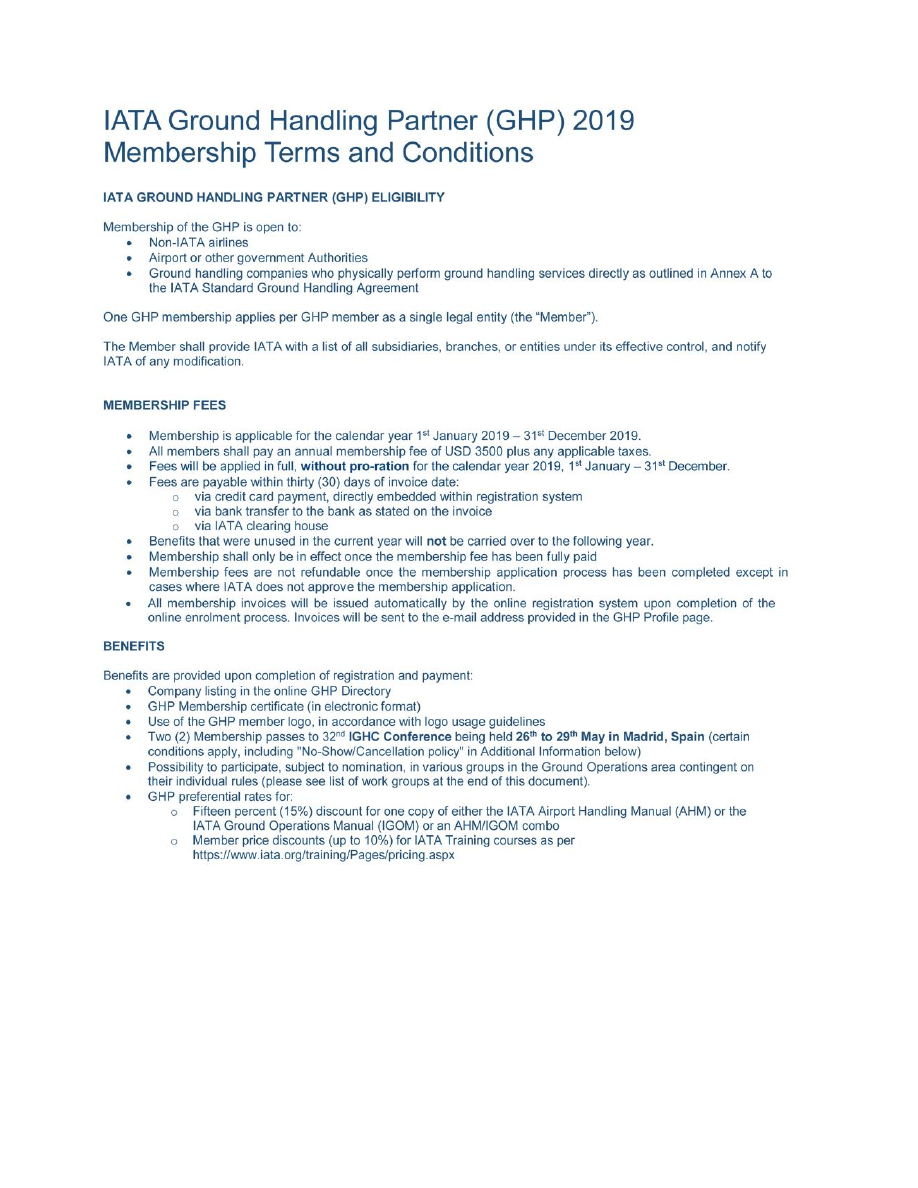 IATA Ground Handling Partner (GHP) 2019
Membership Terms and Conditions
IATA GROUND HANDLING PARTNER (GHP) ELIGIBILITY
Membership of the GHP is open to:
• Non-IATA airlines
• Airport or other government Authorities
• Ground handling companies who physically perform ground handling services directly as outlined in Annex A to
the IATA Standard Ground Handling Agreement
One GHP membership applies per GHP member as a single legal entity (the “Member”).
The Member shall provide IATA with a list of all subsidiaries, branches, or entities under its effective control, and notify
IATA of any modification.
MEMBERSHIP FEES
• Membership is applicable for the calendar year 1st January 2019 – 31st December 2019.
• All members shall pay an annual membership fee of USD 3500 plus any applicable taxes.
• Fees will be applied in full, without pro-ration for the calendar year 2019, 1st January – 31st December.
• Fees are payable within thirty (30) days of invoice date:
o via credit card payment, directly embedded within registration system
o via bank transfer to the bank as stated on the invoice
o via IATA clearing house
• Benefits that were unused in the current year will not be carried over to the following year.
• Membership shall only be in effect once the membership fee has been fully paid
• Membership fees are not refundable once the membership application process has been completed except in
cases where IATA does not approve the membership application.
• All membership invoices will be issued automatically by the online registration system upon completion of the
online enrolment process. Invoices will be sent to the e-mail address provided in the GHP Profile page.
BENEFITS
Benefits are provided upon completion of registration and payment:
• Company listing in the online GHP Directory
• GHP Membership certificate (in electronic format)
• Use of the GHP member logo, in accordance with logo usage guidelines
• Two (2) Membership passes to 32nd IGHC Conference being held 26th to 29th May in Madrid, Spain (certain
conditions apply, including "No-Show/Cancellation policy" in Additional Information below)
• Possibility to participate, subject to nomination, in various groups in the Ground Operations area contingent on
their individual rules (please see list of work groups at the end of this document).
• GHP preferential rates for:
o Fifteen percent (15%) discount for one copy of either the IATA Airport Handling Manual (AHM) or the
IATA Ground Operations Manual (IGOM) or an AHM/IGOM combo
o Member price discounts (up to 10%) for IATA Training courses as per
https://www.iata.org/training/Pages/pricing.aspx